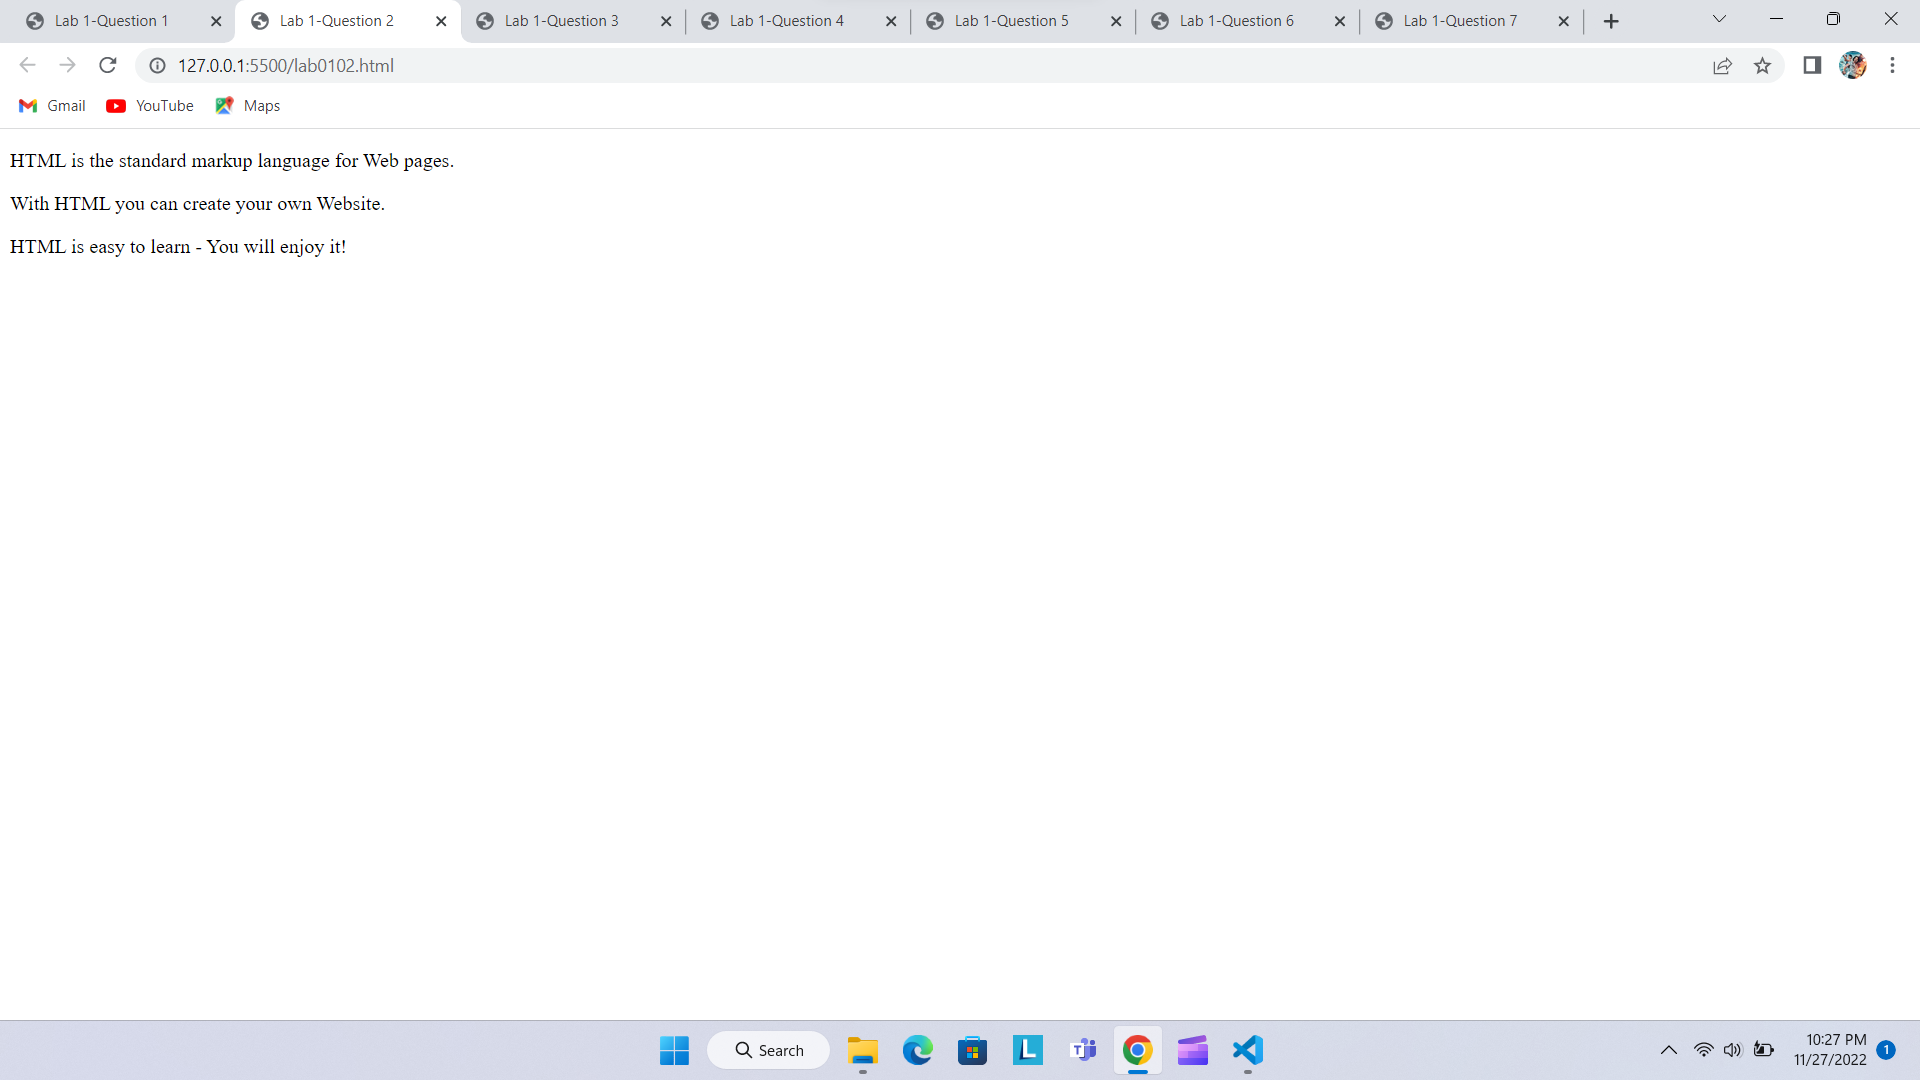 Lab 1-Question 1 Lab 1-Question 2 Lab 1-Question 3 Lab 1-Question 4 Lab 1-Question 5 Lab 1-Question 6 Lab 1-Question 7
127.0.0.1:5500/lab0102.html
Gmail YouTube Maps
HTML is the standard markup language for Web pages.
With HTML you can create your own Website.
HTML is easy to learn - You will enjoy it!
Search
10:27 PM
11/27/2022
1